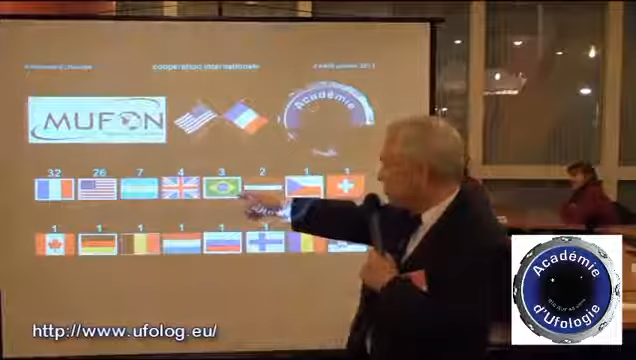 coopération internationale
MUFON
Académie
32 26 7 4 3 2 1 1
1 1 1 1 1 1 1
http://www.ufolog.eu/
Académie
d'Ufologie